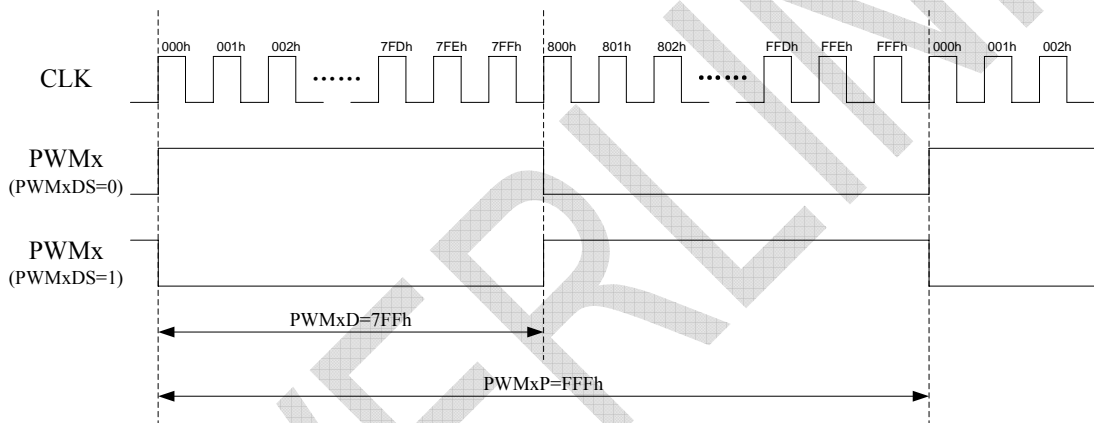 000h 001h 002h 7FDh 7FEh 7FFh 800h 801h 802h FFDh FFEh FFFh 000h 001h 002h
CLK
PWMx
(PWMxDS=0)
PWMx
(PWMxDS=1)
PWMxD=7FFh
PWMxP=FFFh